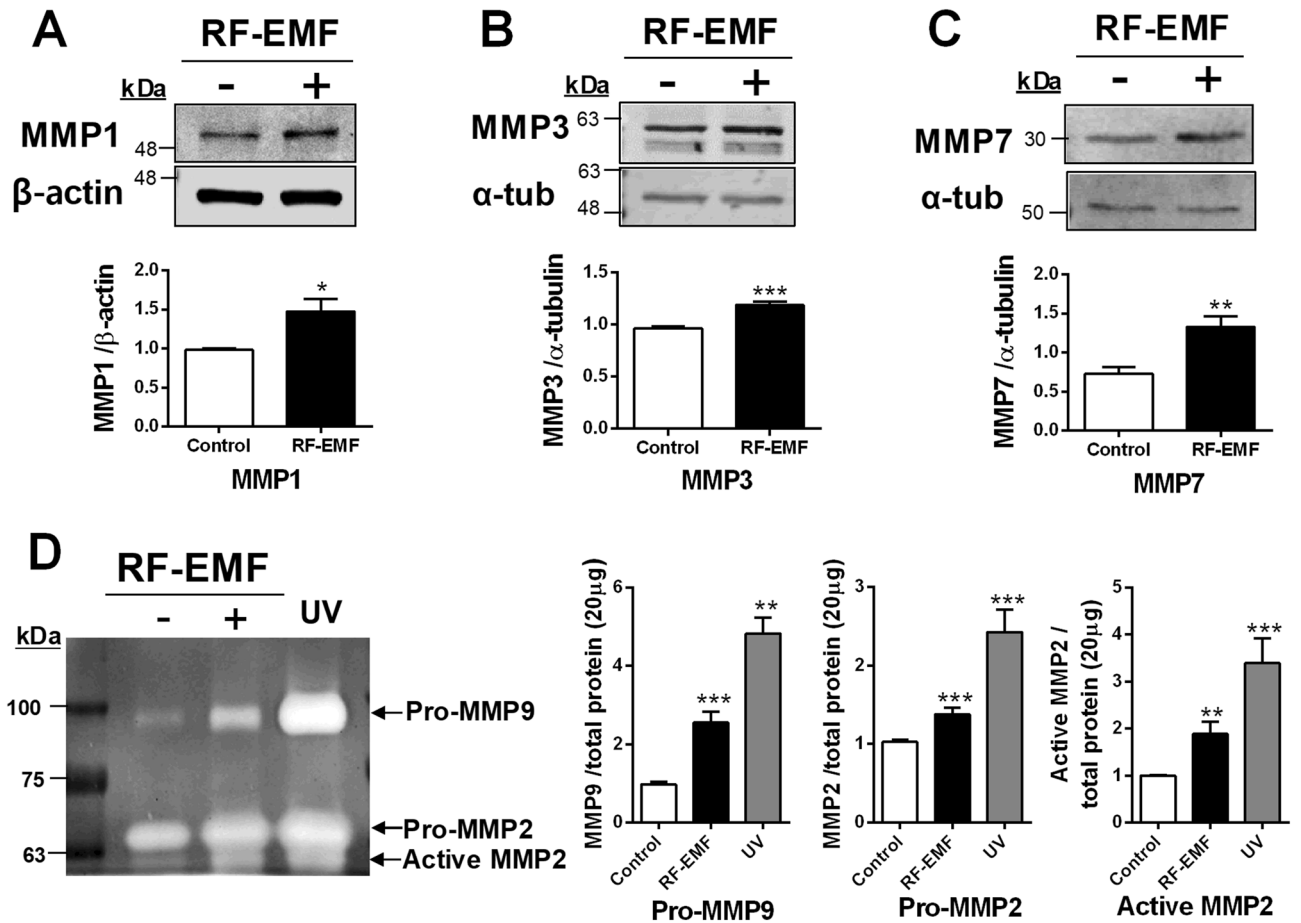 A
RF-EMF
kDa
- +
MMP1
48
β-actin
48
MMP1 /β-actin
2.0
1.5
1.0
0.5
0.0
*
Control
RF-EMF
MMP1
B
RF-EMF
kDa
- +
MMP3
63
α-tub
63
48
MMP3 /α-tubulin
1.5
1.0
0.5
0.0
***
Control
RF-EMF
MMP3
C
RF-EMF
kDa
- +
MMP7
30
α-tub
50
MMP7 /α-tubulin
2.0
1.5
1.0
0.5
0.0
**
Control
RF-EMF
MMP7
D
RF-EMF
- + UV
kDa
100
75
63
Pro-MMP9
Pro-MMP2
Active MMP2
MMP9 /total protein (20µg)
6
4
2
0
***
**
Control
RF-EMF
UV
Pro-MMP9
MMP2 /total protein (20µg)
3
2
1
0
***
***
Control
RF-EMF
UV
Pro-MMP2
Active MMP2 /
total protein (20µg)
5
4
3
2
1
0
**
***
Control
RF-EMF
UV
Active MMP2